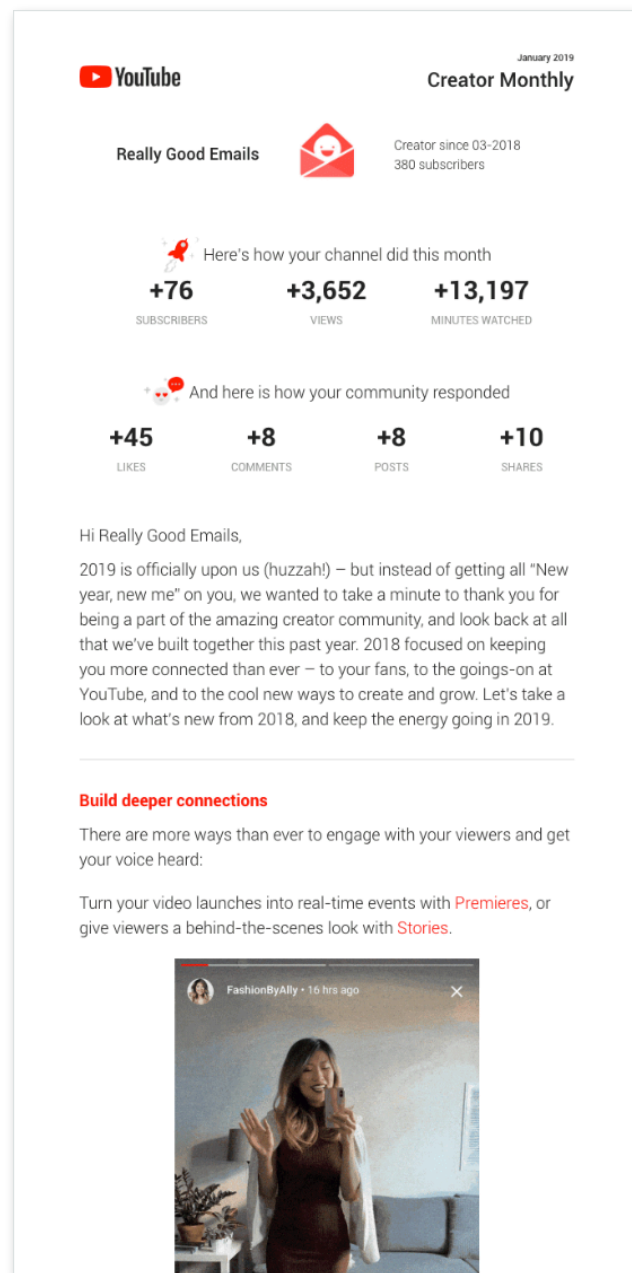 January 2019
YouTube
Creator Monthly
Really Good Emails
Creator since 03-2018
380 subscribers
Here's how your channel did this month
+76
+3,652
+13,197
SUBSCRIBERS
VIEWS
MINUTES WATCHED
And here is how your community responded
+45
+8
+8
+10
LIKES
COMMENTS
POSTS
SHARES
Hi Really Good Emails,
2019 is officially upon us (huzzah!) – but instead of getting all “New
year, new me” on you, we wanted to take a minute to thank you for
being a part of the amazing creator community, and look back at all
that we've built together this past year. 2018 focused on keeping
you more connected than ever – to your fans, to the goings-on at
YouTube, and to the cool new ways to create and grow. Let's take a
look at what's new from 2018, and keep the energy going in 2019.
Build deeper connections
There are more ways than ever to engage with your viewers and get
your voice heard:
Turn your video launches into real-time events with Premieres, or
give viewers a behind-the-scenes look with Stories.
FashionByAlly • 16 hrs ago